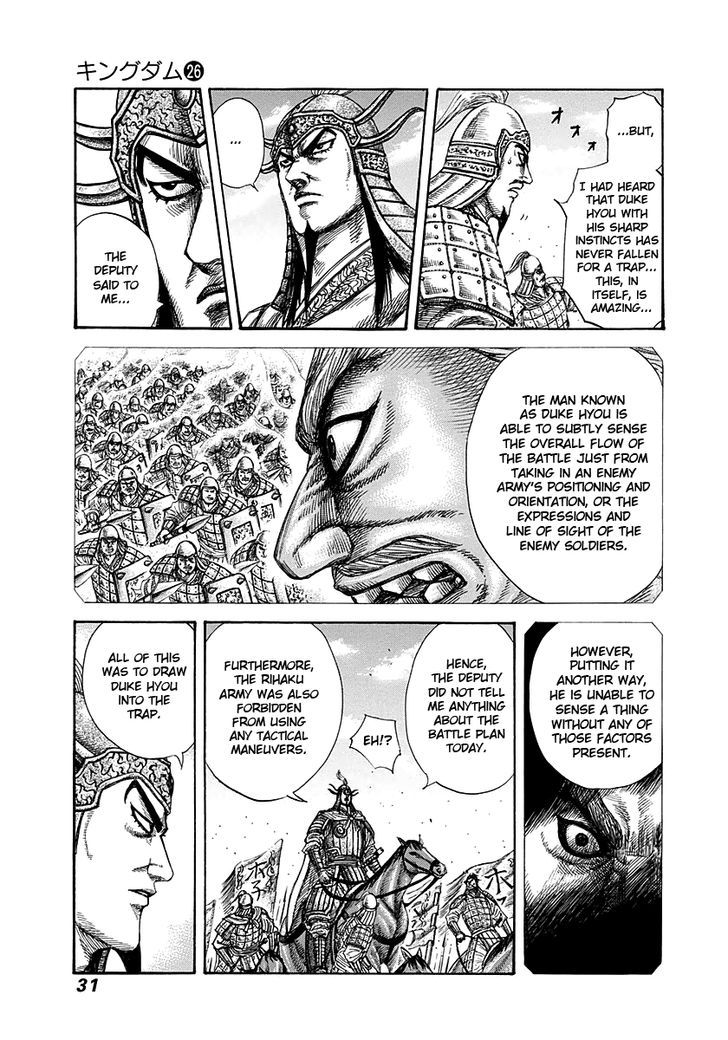 キングダム26
...BUT,
I HAD HEARD
THAT DUKE
HYOU WITH
HIS SHARP
INSTINCTS HAS
NEVER FALLEN
FOR A TRAP...
THIS, IN
ITSELF, IS
AMAZING...
オオオ
...
THE
DEPUTY
SAID TO
ME...
THE MAN KNOWN
AS DUKE HYOU IS
ABLE TO SUBTLY SENSE
THE OVERALL FLOW OF
THE BATTLE JUST FROM
TAKING IN AN ENEMY
ARMY'S POSITIONING AND
ORIENTATION, OR THE
EXPRESSIONS AND
LINE OF SIGHT OF THE
ENEMY SOLDIERS.
HOWEVER,
PUTTING IT
ANOTHER WAY,
HE IS UNABLE TO
SENSE A THING
WITHOUT ANY OF
THOSE FACTORS
PRESENT.
HENCE,
THE DEPUTY
DID NOT TELL
ME ANYTHING
ABOUT THE
BATTLE PLAN
TODAY.
EH!?
FURTHERMORE,
THE RIHAKU
ARMY WAS ALSO
FORBIDDEN
FROM USING
ANY TACTICAL
MANEUVERS.
木
李
ALL OF THIS
WAS TO DRAW
DUKE HYOU
INTO THE
TRAP.
31